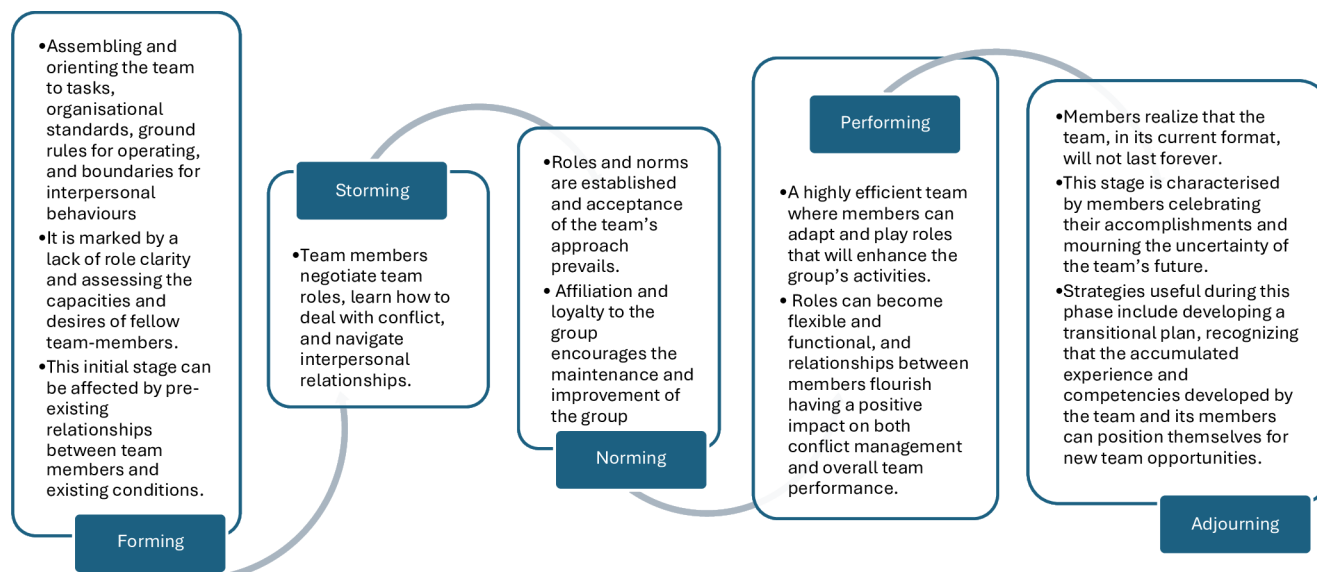 •Assembling and
orienting the team
to tasks,
organisational
standards, ground
rules for operating,
and boundaries for
interpersonal
behaviours
•It is marked by a
lack of role clarity
and assessing the
capacities and
desires of fellow
team-members.
•This initial stage can
be affected by pre-
existing
relationships
between team
members and
existing conditions.
Forming
Storming
•Team members
negotiate team
roles, learn how to
deal with conflict,
and navigate
interpersonal
relationships.
•Roles and norms
are established
and acceptance
of the team’s
approach
prevails.
• Affiliation and
loyalty to the
group
encourages the
maintenance and
improvement of
the group
Norming
Performing
•A highly efficient team
where members can
adapt and play roles
that will enhance the
group’s activities.
• Roles can become
flexible and
functional, and
relationships between
members flourish
having a positive
impact on both
conflict management
and overall team
performance.
•Members realize that the
team, in its current format,
will not last forever.
•This stage is characterised
by members celebrating
their accomplishments and
mourning the uncertainty of
the team’s future.
•Strategies useful during this
phase include developing a
transitional plan, recognizing
that the accumulated
experience and
competencies developed by
the team and its members
can position themselves for
new team opportunities.
Adjourning